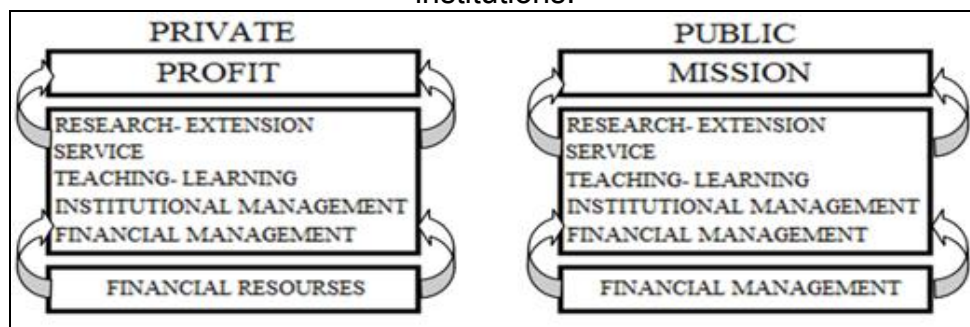 institutions.
PRIVATE
PROFIT
RESEARCH- EXTENSION
SERVICE
TEACHING- LEARNING
INSTITUTIONAL MANAGEMENT
FINANCIAL MANAGEMENT
FINANCIAL RESOURSES
PUBLIC
MISSION
RESEARCH- EXTENSION
SERVICE
TEACHING- LEARNING
INSTITUTIONAL MANAGEMENT
FINANCIAL MANAGEMENT
FINANCIAL MANAGEMENT